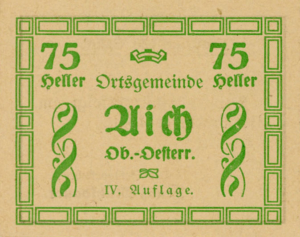 75 75
Heller Ortsgemeinde Heller
Aich
Ob.-Oesterr.
IV. Auflage.